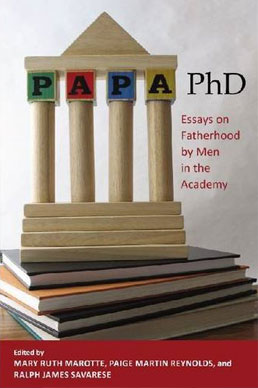 PAPA PhD
Essays on
Fatherhood
by Men
in the
Academy
Edited by
MARY RUTH MAROTTE, PAIGE MARTIN REYNOLDS, and
RALPH JAMES SAVARESE